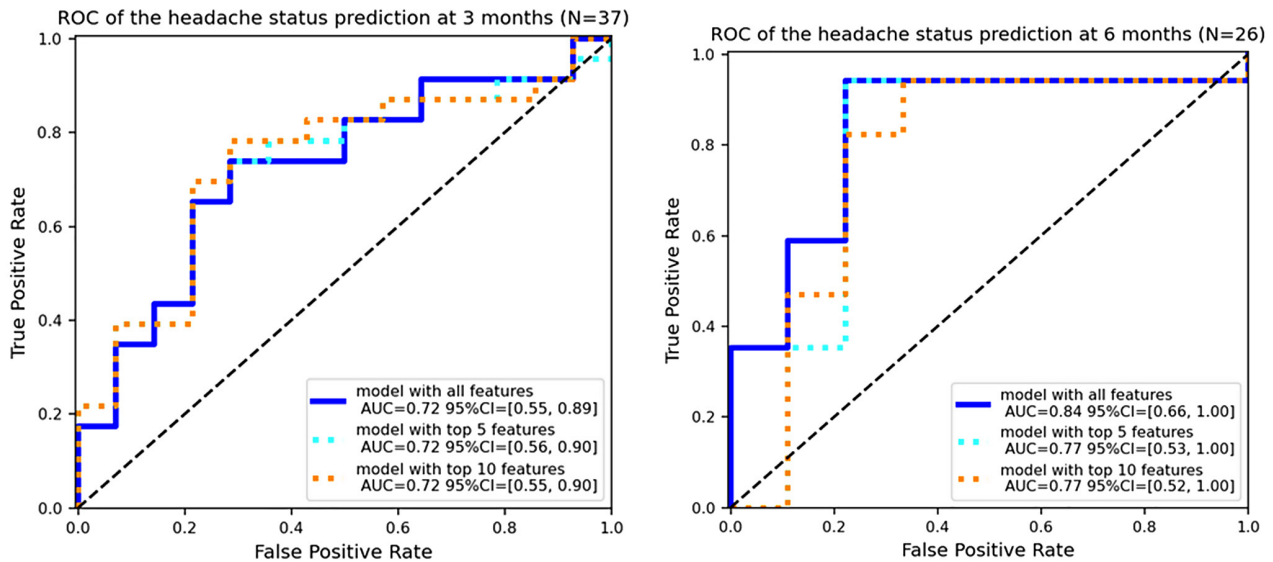 ROC of the headache status prediction at 3 months (N=37)
1.0
0.8
0.6
0.4
0.2
0.0
True Positive Rate
0.0 0.2 0.4 0.6 0.8 1.0
False Positive Rate
model with all features
AUC=0.72 95%CI=[0.55, 0.89]
model with top 5 features
AUC=0.72 95%CI=[0.56, 0.90]
model with top 10 features
AUC=0.72 95%CI=[0.55, 0.90]
ROC of the headache status prediction at 6 months (N=26)
1.0
0.8
0.6
0.4
0.2
0.0
True Positive Rate
0.0 0.2 0.4 0.6 0.8 1.0
False Positive Rate
model with all features
AUC=0.84 95%CI=[0.66, 1.00]
model with top 5 features
AUC=0.77 95%CI=[0.53, 1.00]
model with top 10 features
AUC=0.77 95%CI=[0.52, 1.00]